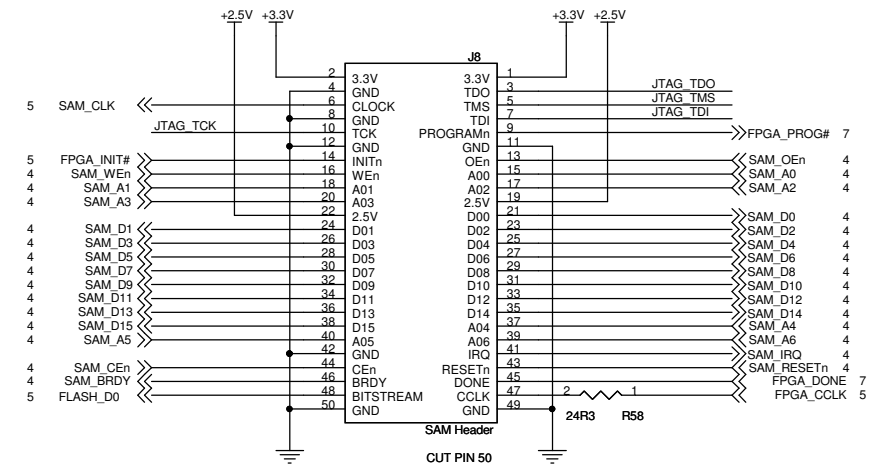 +2.5V +3.3V +3.3V +2.5V
J8
2 3.3V 3.3V 1
4 GND TDO 3 JTAG_TDO
5 SAM_CLK 6 CLOCK TMS 5 JTAG_TMS
8 GND TDI 7 JTAG_TDI
JTAG_TCK 10 TCK PROGRAMn 9 FPGA_PROG# 7
12 GND GND 11
5 FPGA_INIT# 14 INITn OEn 13 SAM_OEn 4
4 SAM_WEn 16 WEn A00 15 SAM_A0 4
4 SAM_A1 18 A01 A02 17 SAM_A2 4
4 SAM_A3 20 A03 2.5V 19
22 2.5V D00 21 SAM_D0 4
4 SAM_D1 24 D01 D02 23 SAM_D2 4
4 SAM_D3 26 D03 D04 25 SAM_D4 4
4 SAM_D5 28 D05 D06 27 SAM_D6 4
4 SAM_D7 30 D07 D08 29 SAM_D8 4
4 SAM_D9 32 D09 D10 31 SAM_D10 4
4 SAM_D11 34 D11 D12 33 SAM_D12 4
4 SAM_D13 36 D13 D14 35 SAM_D14 4
4 SAM_D15 38 D15 A04 37 SAM_A4 4
4 SAM_A5 40 A05 A06 39 SAM_A6 4
42 GND IRQ 41 SAM_IRQ 4
4 SAM_CEn 44 CEn RESETn 43 SAM_RESETn 4
4 SAM_BRDY 46 BRDY DONE 45 FPGA_DONE 7
5 FLASH_D0 48 BITSTREAM CCLK 47 2 1 FPGA_CCLK 5
50 GND GND 49 24R3 R58
SAM Header
CUT PIN 50